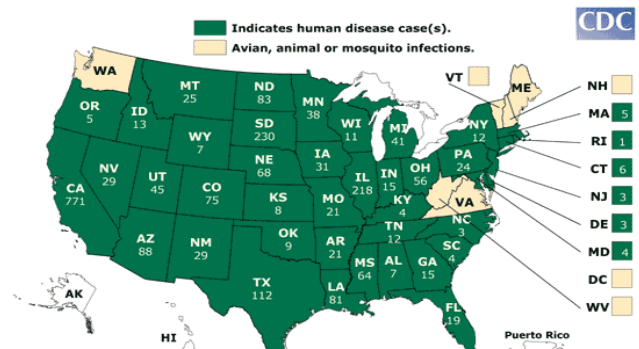 Indicates human disease case(s).
Avian, animal or mosquito infections.
CDC
WA
MT
25
ND
83
MN
38
VT
ME
NH
OR
5
ID
13
WY
7
SD
230
WI
11
MI
41
NY
12
MA 5
RI 1
CT 6
NJ 3
DE 3
MD 4
DC
WV
NV
29
UT
45
CO
75
NE
68
IA
31
IL
218
IN
15
OH
56
PA
24
CA
771
KS
8
MO
21
KY
4
VA
AZ
88
NM
29
OK
9
AR
21
TN
12
NC
3
SC
4
TX
112
LA
81
MS
64
AL
7
GA
15
FL
19
AK
HI
Puerto Rico